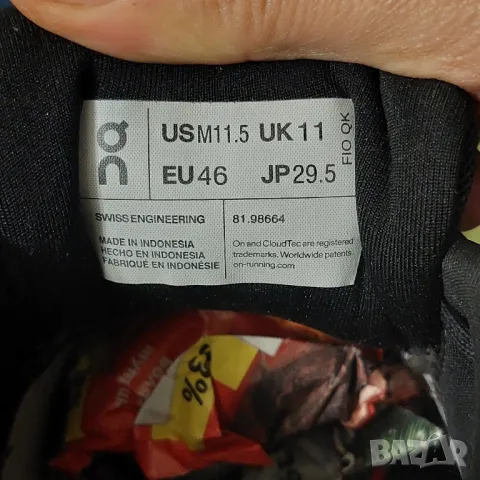 US M11.5 UK 11
EU 46 JP 29.5
FIO QK
SWISS ENGINEERING
81.98664
MADE IN INDONESIA
HECHO EN INDONESIA
FABRIQUÉ EN INDONÉSIE
On and CloudTec are registered
trademarks. Worldwide patents
on-running.com
3%
BAZAR